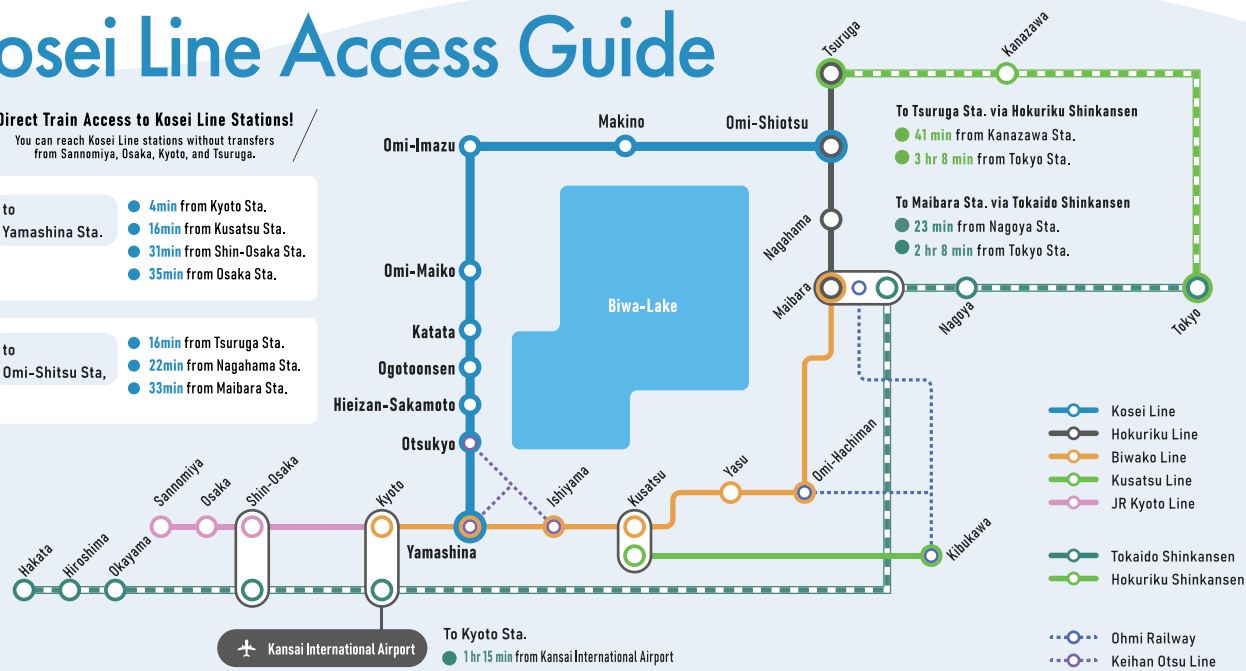 osei Line Access Guide
Direct Train Access to Kosei Line Stations!
You can reach Kosei Line stations without transfers
from Sannomiya, Osaka, Kyoto, and Tsuruga.
to
Yamashina Sta.
4min from Kyoto Sta.
16min from Kusatsu Sta.
31min from Shin-Osaka Sta.
35min from Osaka Sta.
to
Omi-Shitsu Sta,
16min from Tsuruga Sta.
22min from Nagahama Sta.
33min from Maibara Sta.
Tsuruga
Kanazawa
Omi-Imazu
Makino
Omi-Shiotsu
To Tsuruga Sta. via Hokuriku Shinkansen
41 min from Kanazawa Sta.
3 hr 8 min from Tokyo Sta.
To Maibara Sta. via Tokaido Shinkansen
23 min from Nagoya Sta.
2 hr 8 min from Tokyo Sta.
Nagahama
Omi-Maiko
Biwa-Lake
Maibara
Nagoya
Tokyo
Katata
Ogotoonsen
Hieizan-Sakamoto
Otsukyo
Sannomiya
Osaka
Shin-Osaka
Kyoto
Yamashina
Ishiyama
Kusatsu
Yasu
Omi-Hachiman
Kibukawa
Hakata
Hiroshima
Okayama
Kansai International Airport
To Kyoto Sta.
1 hr 15 min from Kansai International Airport
Kosei Line
Hokuriku Line
Biwako Line
Kusatsu Line
JR Kyoto Line
Tokaido Shinkansen
Hokuriku Shinkansen
Ohmi Railway
Keihan Otsu Line